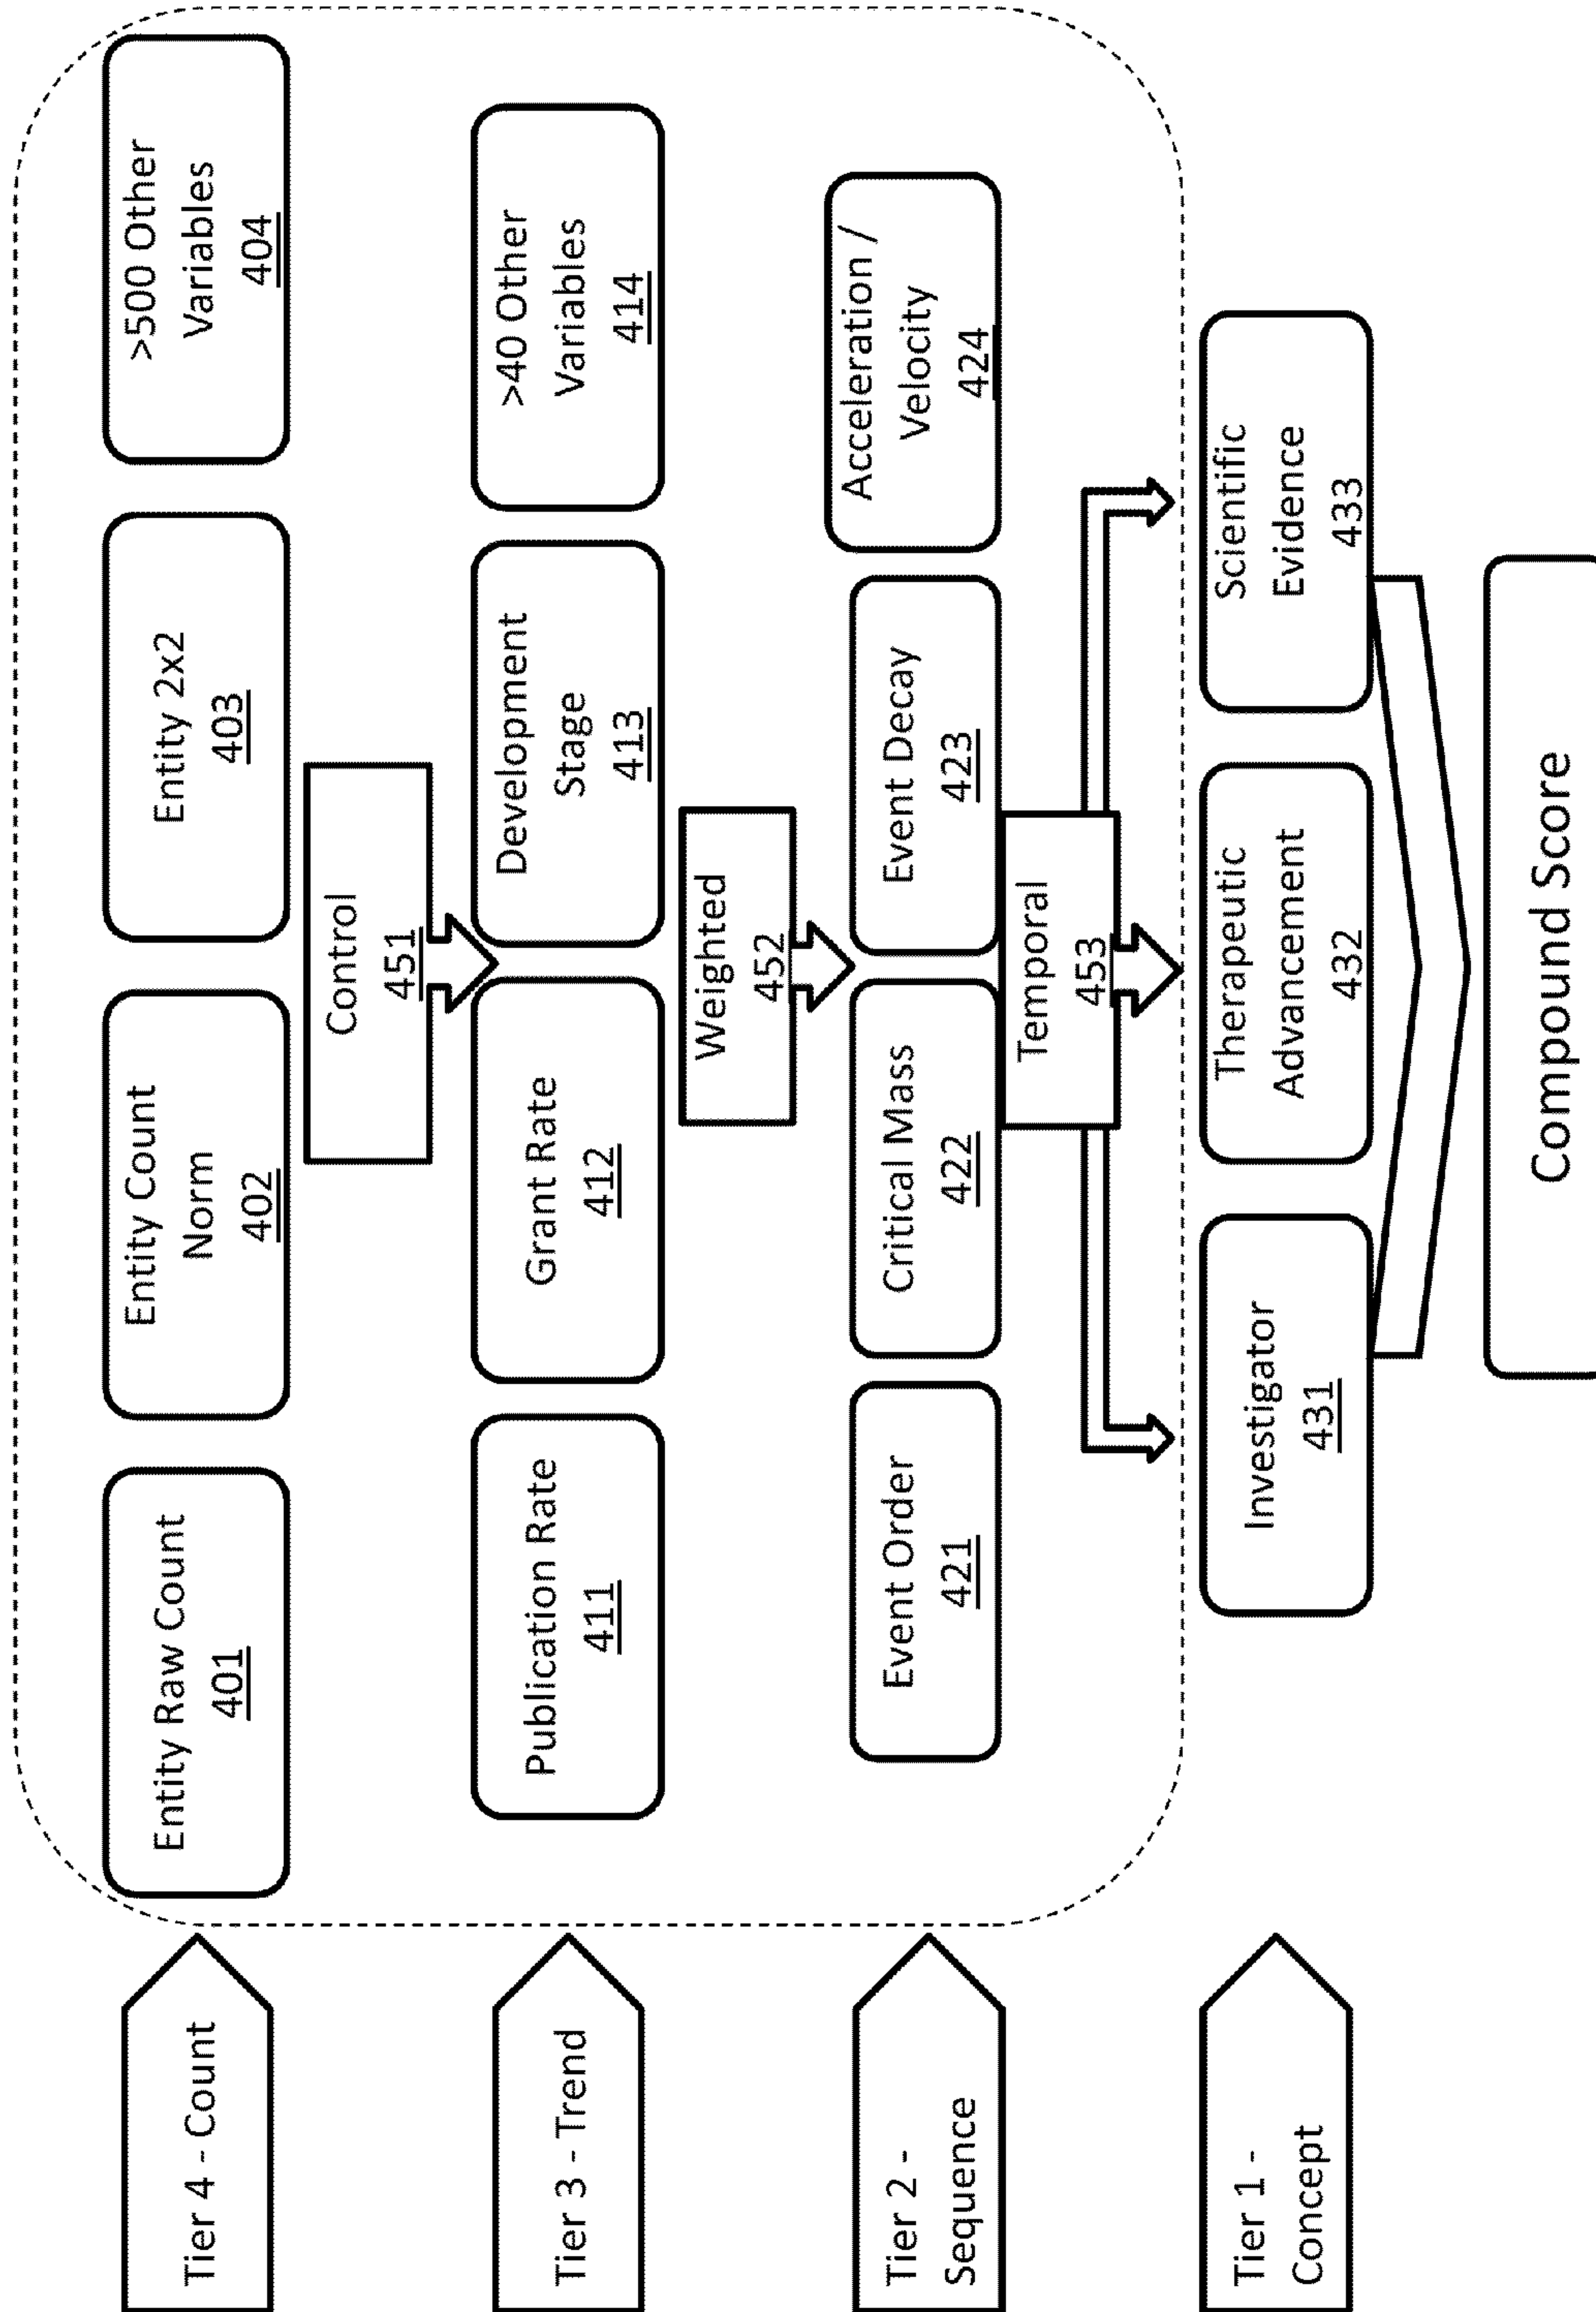 Tier 4 - Count
Entity Raw Count
401
Entity Count
Norm
402
Entity 2x2
403
>500 Other
Variables
404
Control
451
Tier 3 - Trend
Publication Rate
411
Grant Rate
412
Development
Stage
413
>40 Other
Variables
414
Weighted
452
Tier 2 -
Sequence
Event Order
421
Critical Mass
422
Event Decay
423
Acceleration /
Velocity
424
Temporal
453
Tier 1 -
Concept
Investigator
431
Therapeutic
Advancement
432
Scientific
Evidence
433
Compound Score